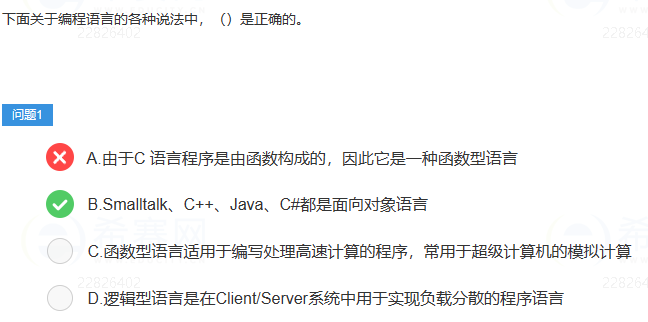 下面关于编程语言的各种说法中，（）是正确的。
22826402
问题1
A.由于C 语言程序是由函数构成的，因此它是一种函数型语言
B.Smalltalk、C++、Java、C#都是面向对象语言
希赛网
C.函数型语言适用于编写处理高速计算的程序，常用于超级计算机的模拟计算
22826402
D.逻辑型语言是在Client/Server系统中用于实现负载分散的程序语言